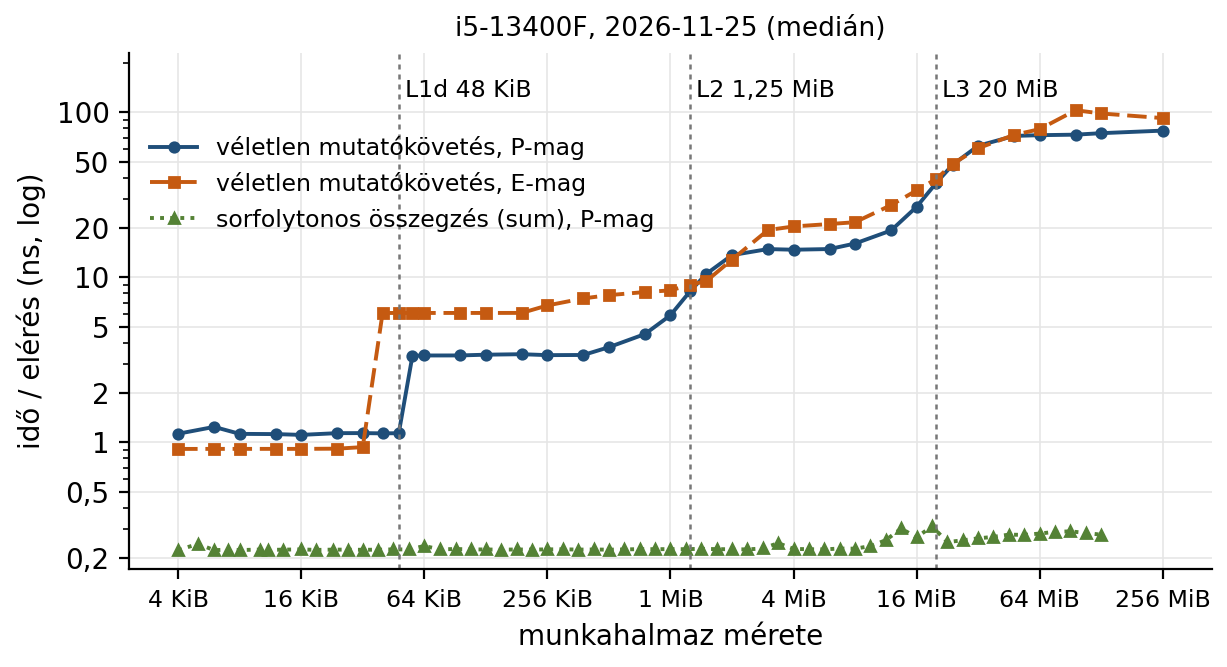 i5-13400F, 2026-11-25 (medián)
L1d 48 KiB
L2 1,25 MiB
L3 20 MiB
véletlen mutatókövetés, P-mag
véletlen mutatókövetés, E-mag
sorfolytonos összegzés (sum), P-mag
idő / elérés (ns, log)
100
50
20
10
5
2
1
0,5
0,2
4 KiB
16 KiB
64 KiB
256 KiB
1 MiB
4 MiB
16 MiB
64 MiB
256 MiB
munkahalmaz mérete